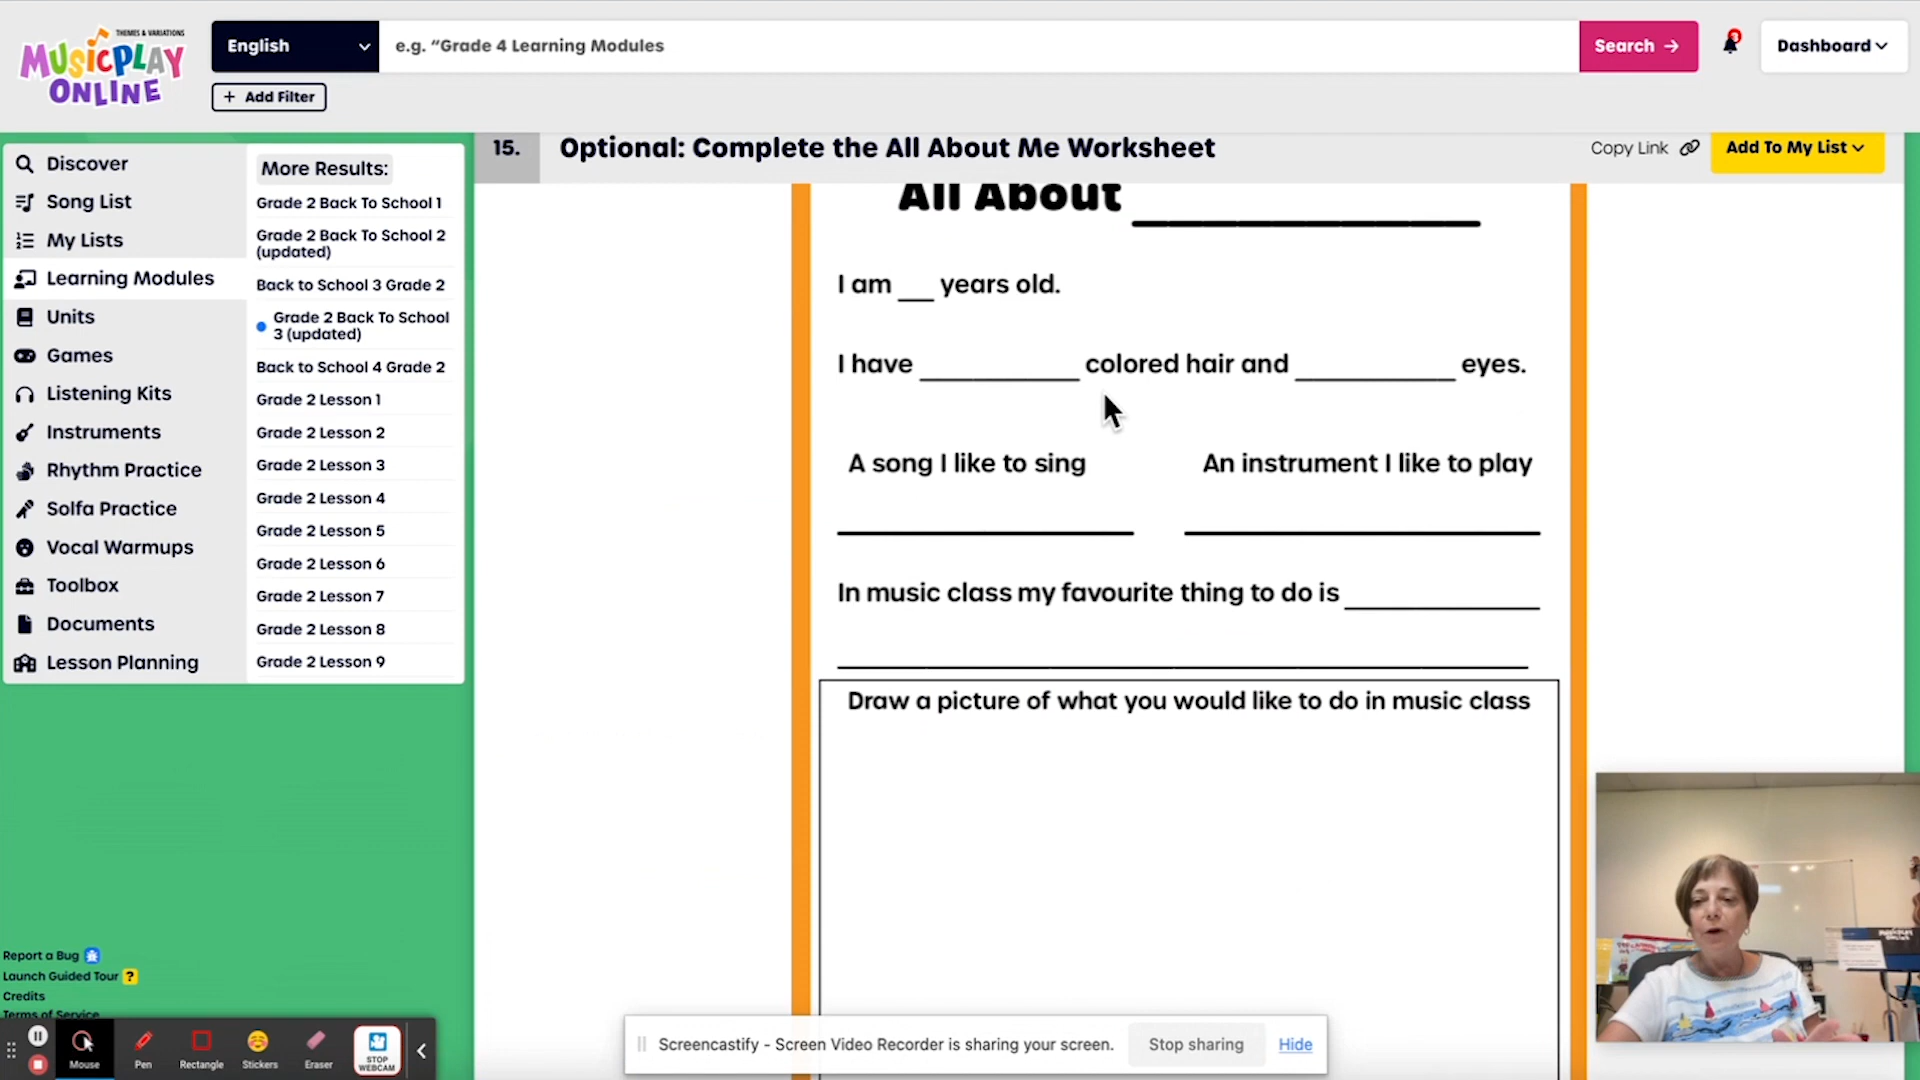 THEMES & VARIATIONS
MUSICPLAY
ONLINE
English
e.g. “Grade 4 Learning Modules
Search
3
Dashboard
+ Add Filter
Discover
Song List
My Lists
Learning Modules
Units
Games
Listening Kits
Instruments
Rhythm Practice
Solfa Practice
Vocal Warmups
Toolbox
Documents
Lesson Planning
More Results:
Grade 2 Back To School 1
Grade 2 Back To School 2
(updated)
Back to School 3 Grade 2
Grade 2 Back To School
3 (updated)
Back to School 4 Grade 2
Grade 2 Lesson 1
Grade 2 Lesson 2
Grade 2 Lesson 3
Grade 2 Lesson 4
Grade 2 Lesson 5
Grade 2 Lesson 6
Grade 2 Lesson 7
Grade 2 Lesson 8
Grade 2 Lesson 9
15. Optional: Complete the All About Me Worksheet
Copy Link
Add To My List
All About ____________
I am ___ years old.
I have ___________ colored hair and ___________ eyes.
A song I like to sing An instrument I like to play
In music class my favourite thing to do is ______________
Draw a picture of what you would like to do in music class
Report a Bug
Launch Guided Tour ?
Credits
Terms of Service
Mouse
Pen
Rectangle
Stickers
Eraser
STOP
WEBCAM
Screencastify - Screen Video Recorder is sharing your screen.
Stop sharing
Hide